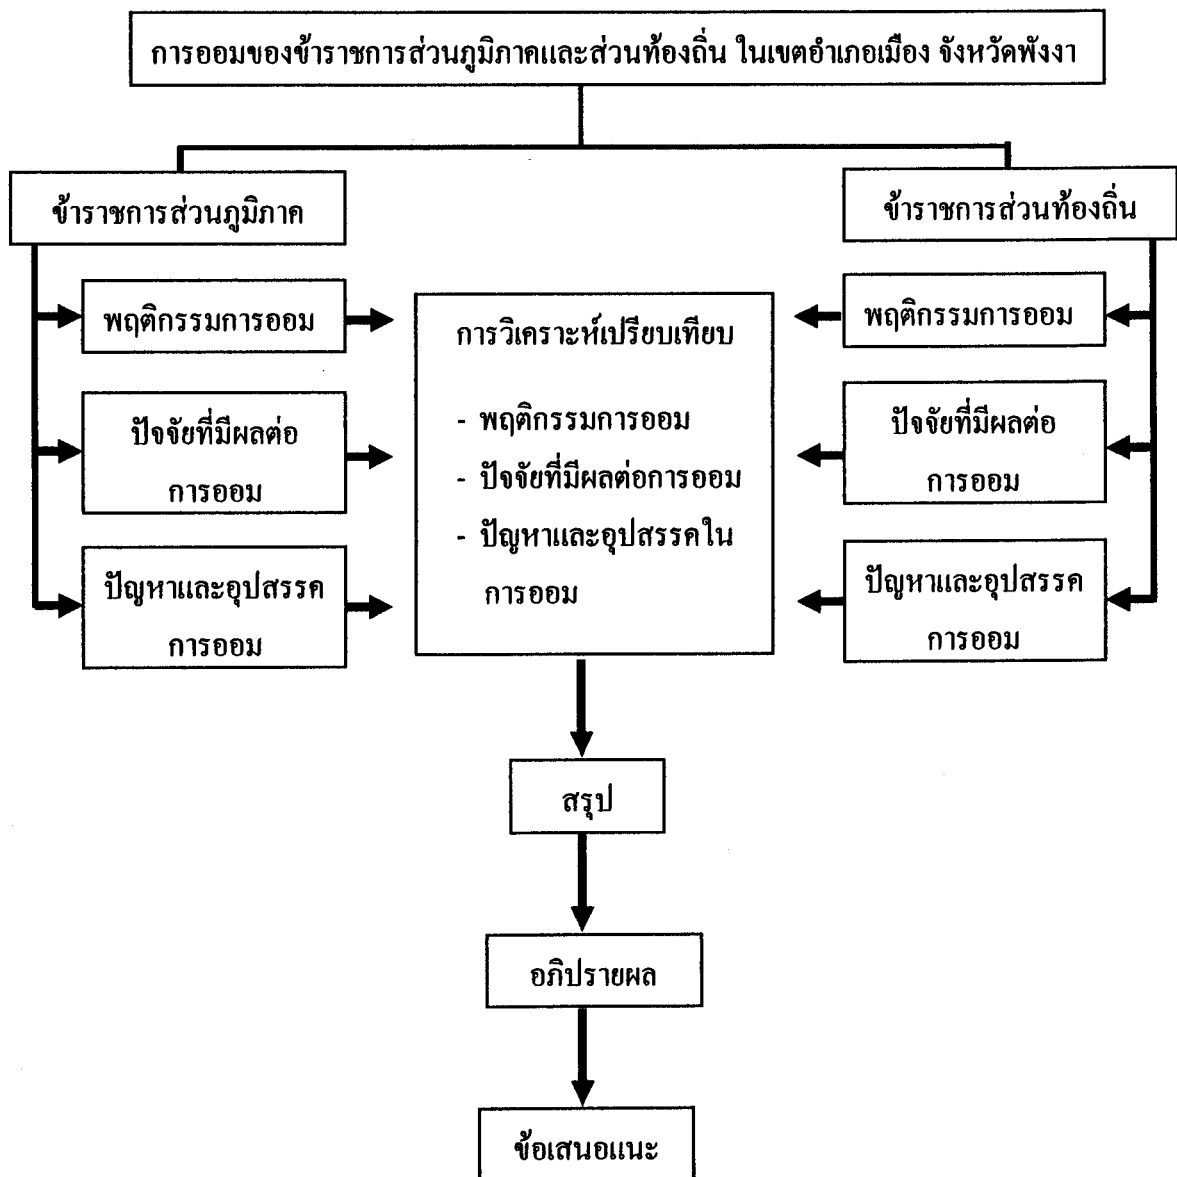 การออมของข้าราชการส่วนภูมิภาคและส่วนท้องถิ่น ในเขตอำเภอเมือง จังหวัดพังงา
ข้าราชการส่วนภูมิภาค
ข้าราชการส่วนท้องถิ่น
พฤติกรรมการออม
ปัจจัยที่มีผลต่อ
การออม
ปัญหาและอุปสรรค
การออม
การวิเคราะห์เปรียบเทียบ
- พฤติกรรมการออม
- ปัจจัยที่มีผลต่อการออม
- ปัญหาและอุปสรรคใน
การออม
พฤติกรรมการออม
ปัจจัยที่มีผลต่อ
การออม
ปัญหาและอุปสรรค
การออม
สรุป
อภิปรายผล
ข้อเสนอแนะ